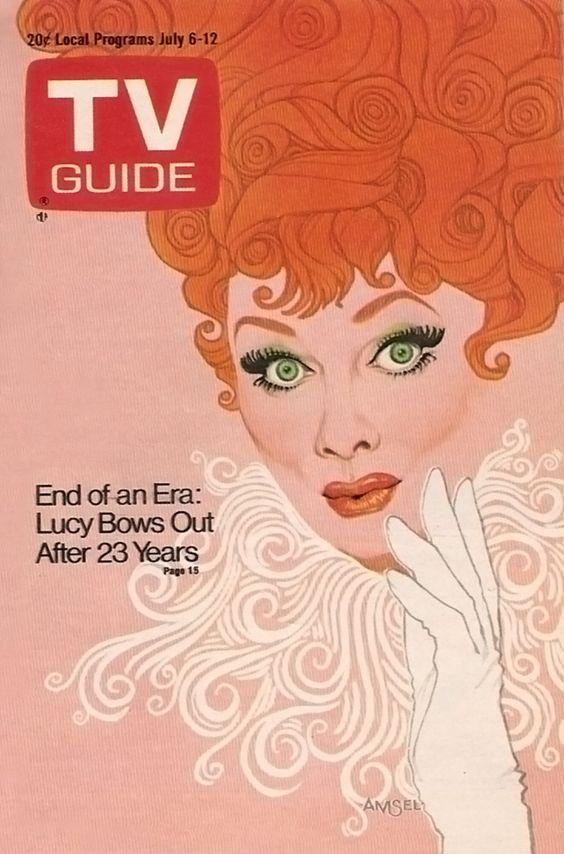 20¢ Local Programs July 6-12
TV
GUIDE
®
End of an Era:
Lucy Bows Out
After 23 Years
Page 15
AMSEL